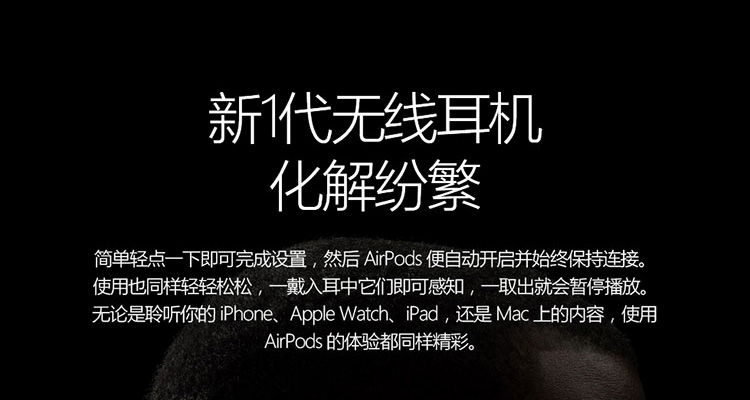 新1代无线耳机
化解纷繁
简单轻点一下即可完成设置，然后 AirPods 便自动开启并始终保持连接。
使用也同样轻轻松松，一戴入耳中它们即可感知，一取出就会暂停播放。
无论是聆听你的 iPhone、Apple Watch、iPad，还是 Mac 上的内容，使用
AirPods 的体验都同样精彩。